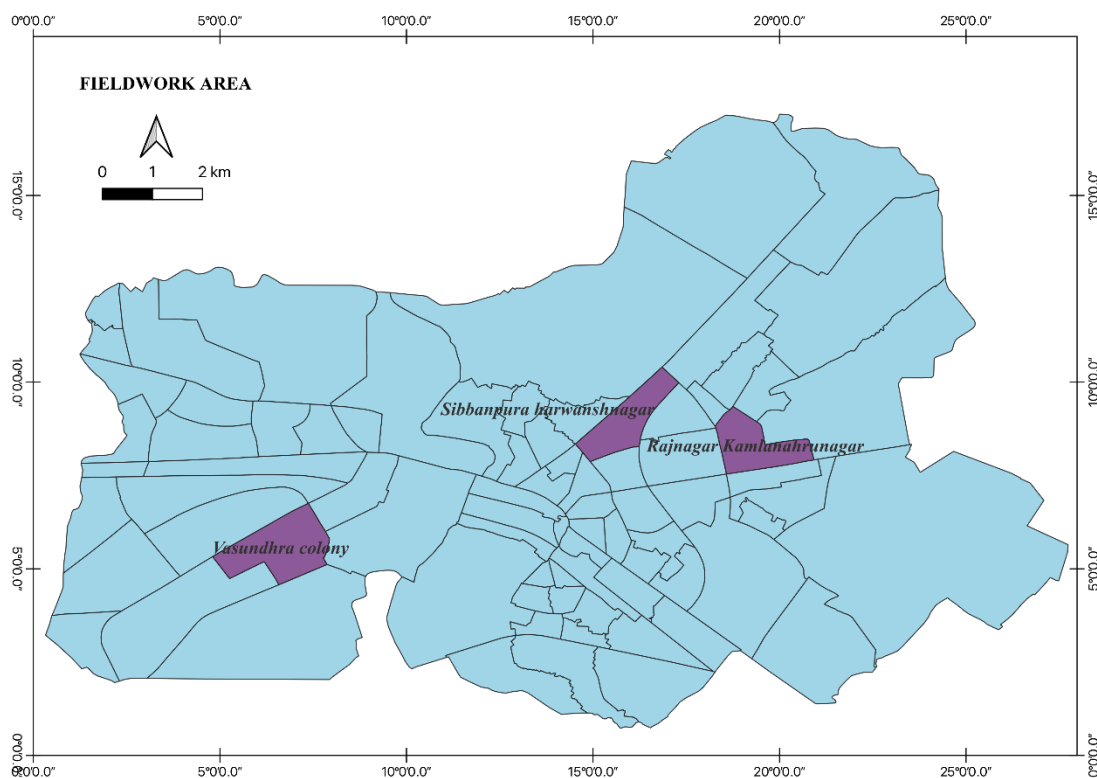 0°0'0.0" 5°0'0.0" 10°0'0.0" 15°0'0.0" 20°0'0.0" 25°0'0.0"
FIELDWORK AREA
0 1 2 km
15°0'0.0" 15°0'0.0"
10°0'0.0" 10°0'0.0"
Sibbanpura harwanshnagar
Rajnagar Kamlanahrunagar
Vasundhra colony
5°0'0.0" 5°0'0.0"
0°0'0.0" 0°0'0.0"
0°0'0.0" 5°0'0.0" 10°0'0.0" 15°0'0.0" 20°0'0.0" 25°0'0.0"